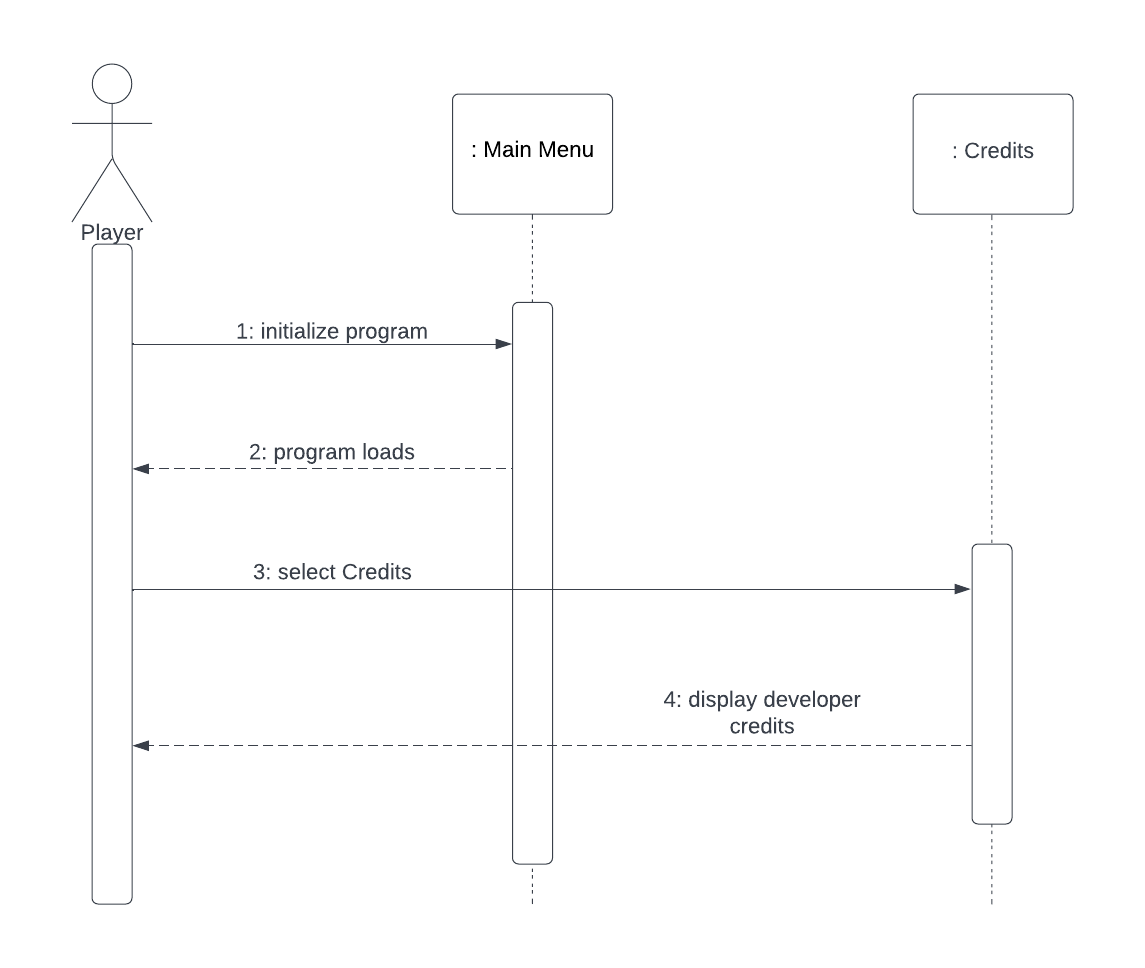 Player
: Main Menu
: Credits
1: initialize program
2: program loads
3: select Credits
4: display developer
credits